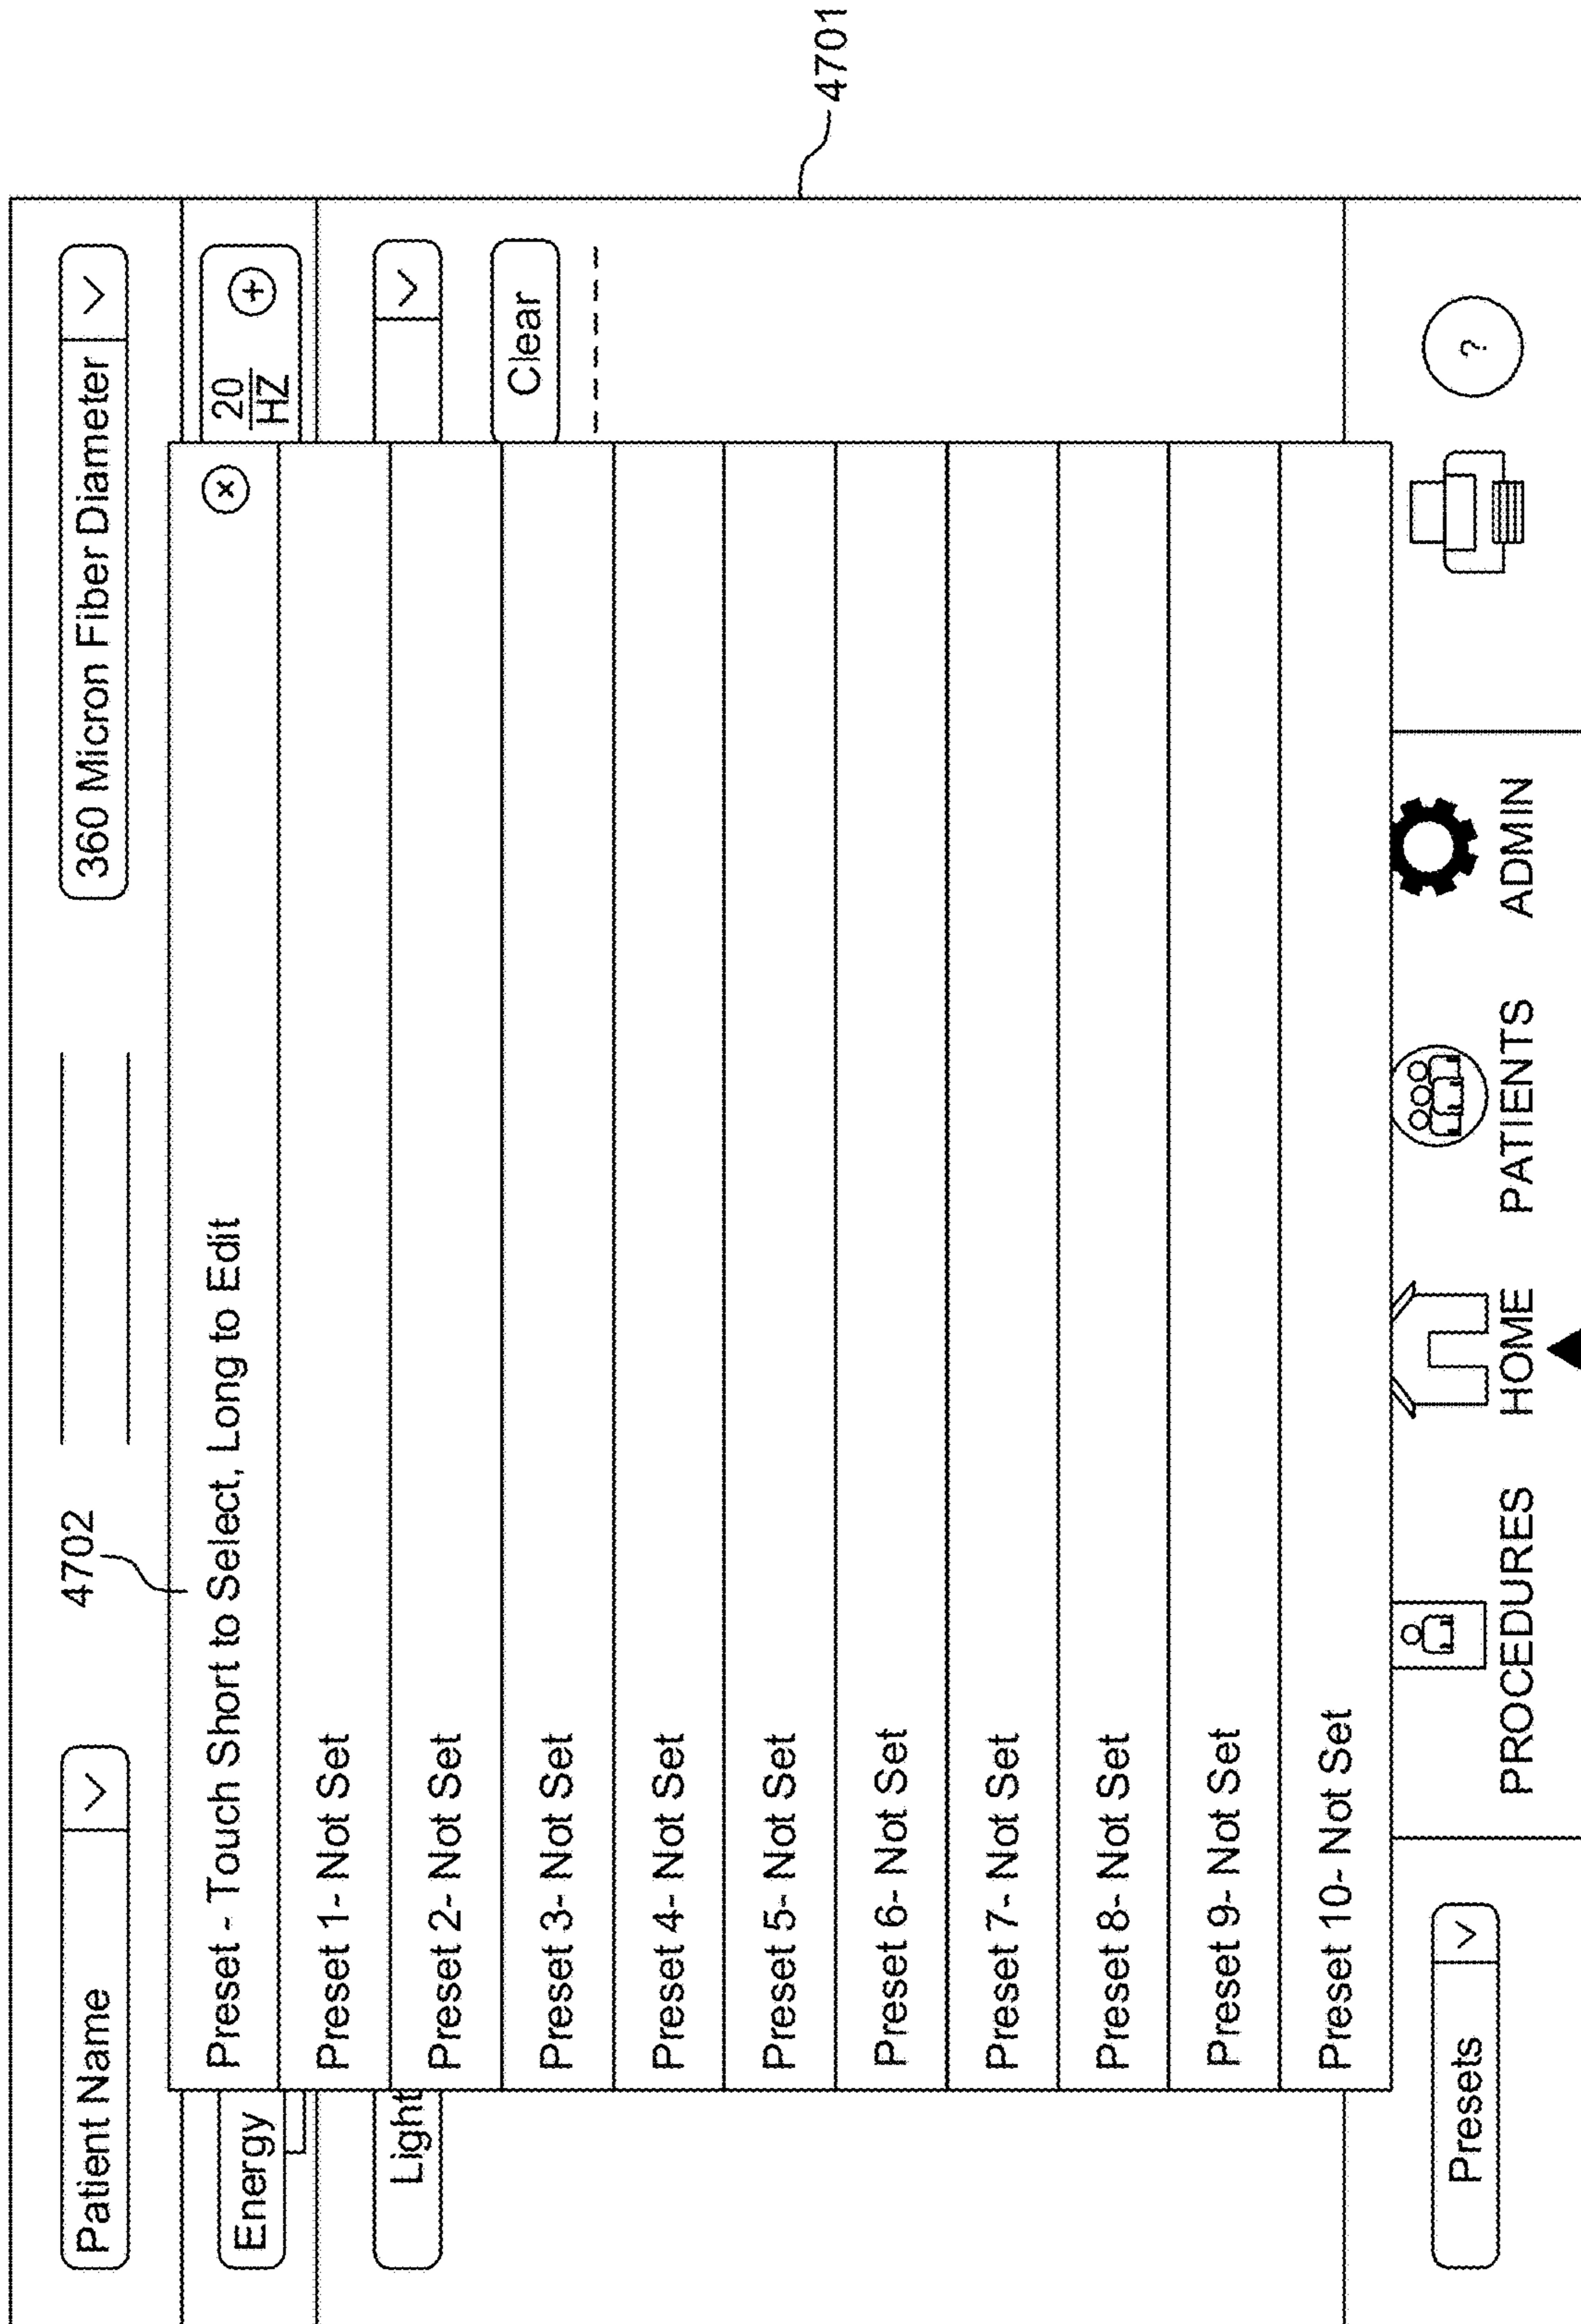 4702
Patient Name
360 Micron Fiber Diameter
Energy
20
HZ
+
Preset - Touch Short to Select, Long to Edit
x
Preset 1- Not Set
Light
Preset 2- Not Set
Preset 3- Not Set
Clear
Preset 4- Not Set
Preset 5- Not Set
4701
Preset 6- Not Set
Preset 7- Not Set
Preset 8- Not Set
Preset 9- Not Set
Preset 10- Not Set
Presets
PROCEDURES
HOME
PATIENTS
ADMIN
?